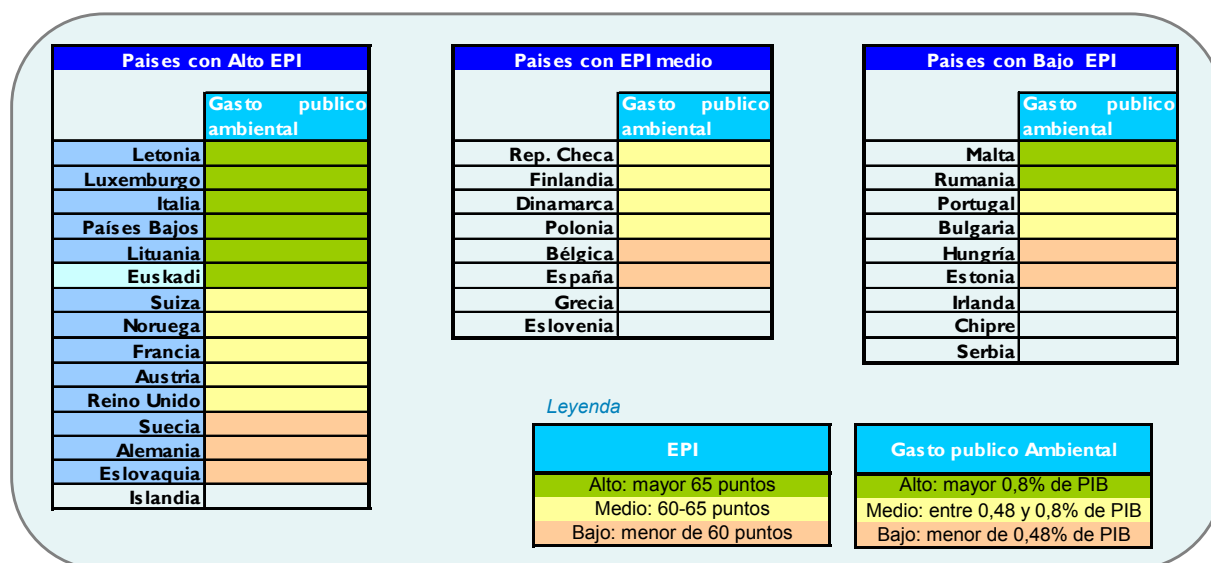 Paises con Alto EPI
Gasto publico
ambiental
Letonia
Luxemburgo
Italia
Países Bajos
Lituania
Euskadi
Suiza
Noruega
Francia
Austria
Reino Unido
Suecia
Alemania
Eslovaquia
Islandia
Paises con EPI medio
Gasto publico
ambiental
Rep. Checa
Finlandia
Dinamarca
Polonia
Bélgica
España
Grecia
Eslovenia
Paises con Bajo EPI
Gasto publico
ambiental
Malta
Rumania
Portugal
Bulgaria
Hungría
Estonia
Irlanda
Chipre
Serbia
Leyenda
EPI
Alto: mayor 65 puntos
Medio: 60-65 puntos
Bajo: menor de 60 puntos
Gasto publico Ambiental
Alto: mayor 0,8% de PIB
Medio: entre 0,48 y 0,8% de PIB
Bajo: menor de 0,48% de PIB